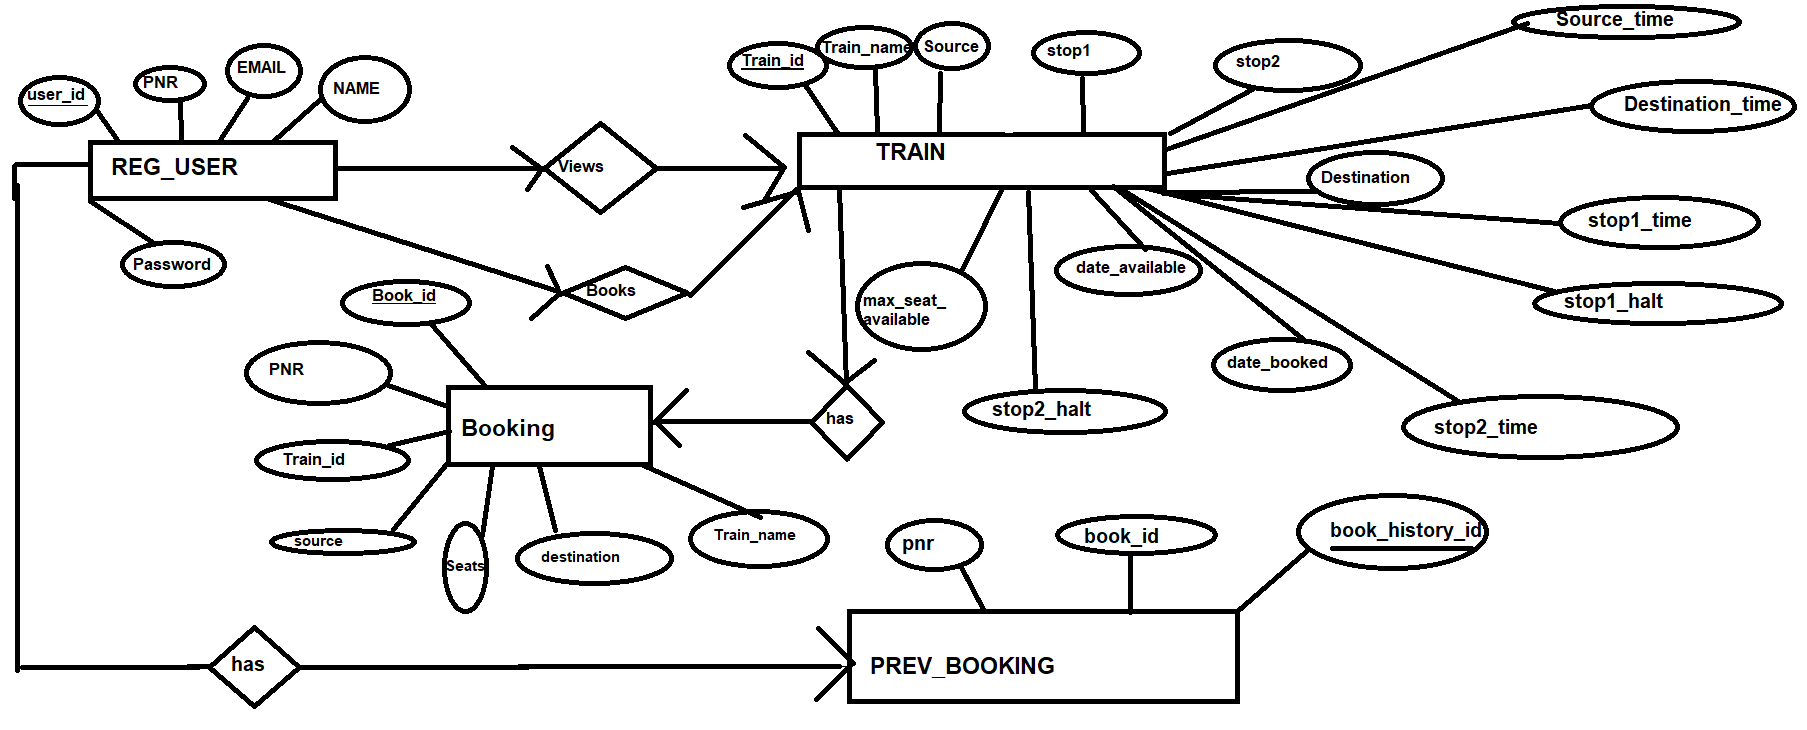 Source_time
Train_id
Train_name
Source
stop1
stop2
user_id
PNR
EMAIL
NAME
Destination_time
REG_USER
Views
TRAIN
Destination
stop1_time
Password
Book_id
Books
max_seat_
available
date_available
stop1_halt
PNR
date_booked
stop2_halt
stop2_time
Booking
has
Train_id
source
Seats
destination
Train_name
pnr
book_id
book_history_id
has
PREV_BOOKING